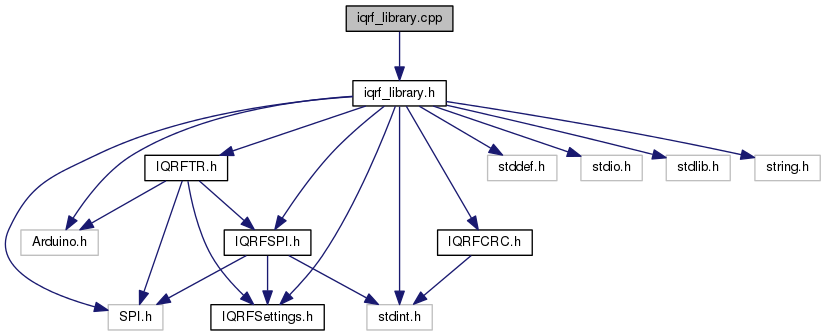 iqrf_library.cpp
iqrf_library.h
IQRFTR.h
stddef.h
stdio.h
stdlib.h
string.h
Arduino.h
IQRFSPI.h
IQRFCRC.h
SPI.h
IQRFSettings.h
stdint.h